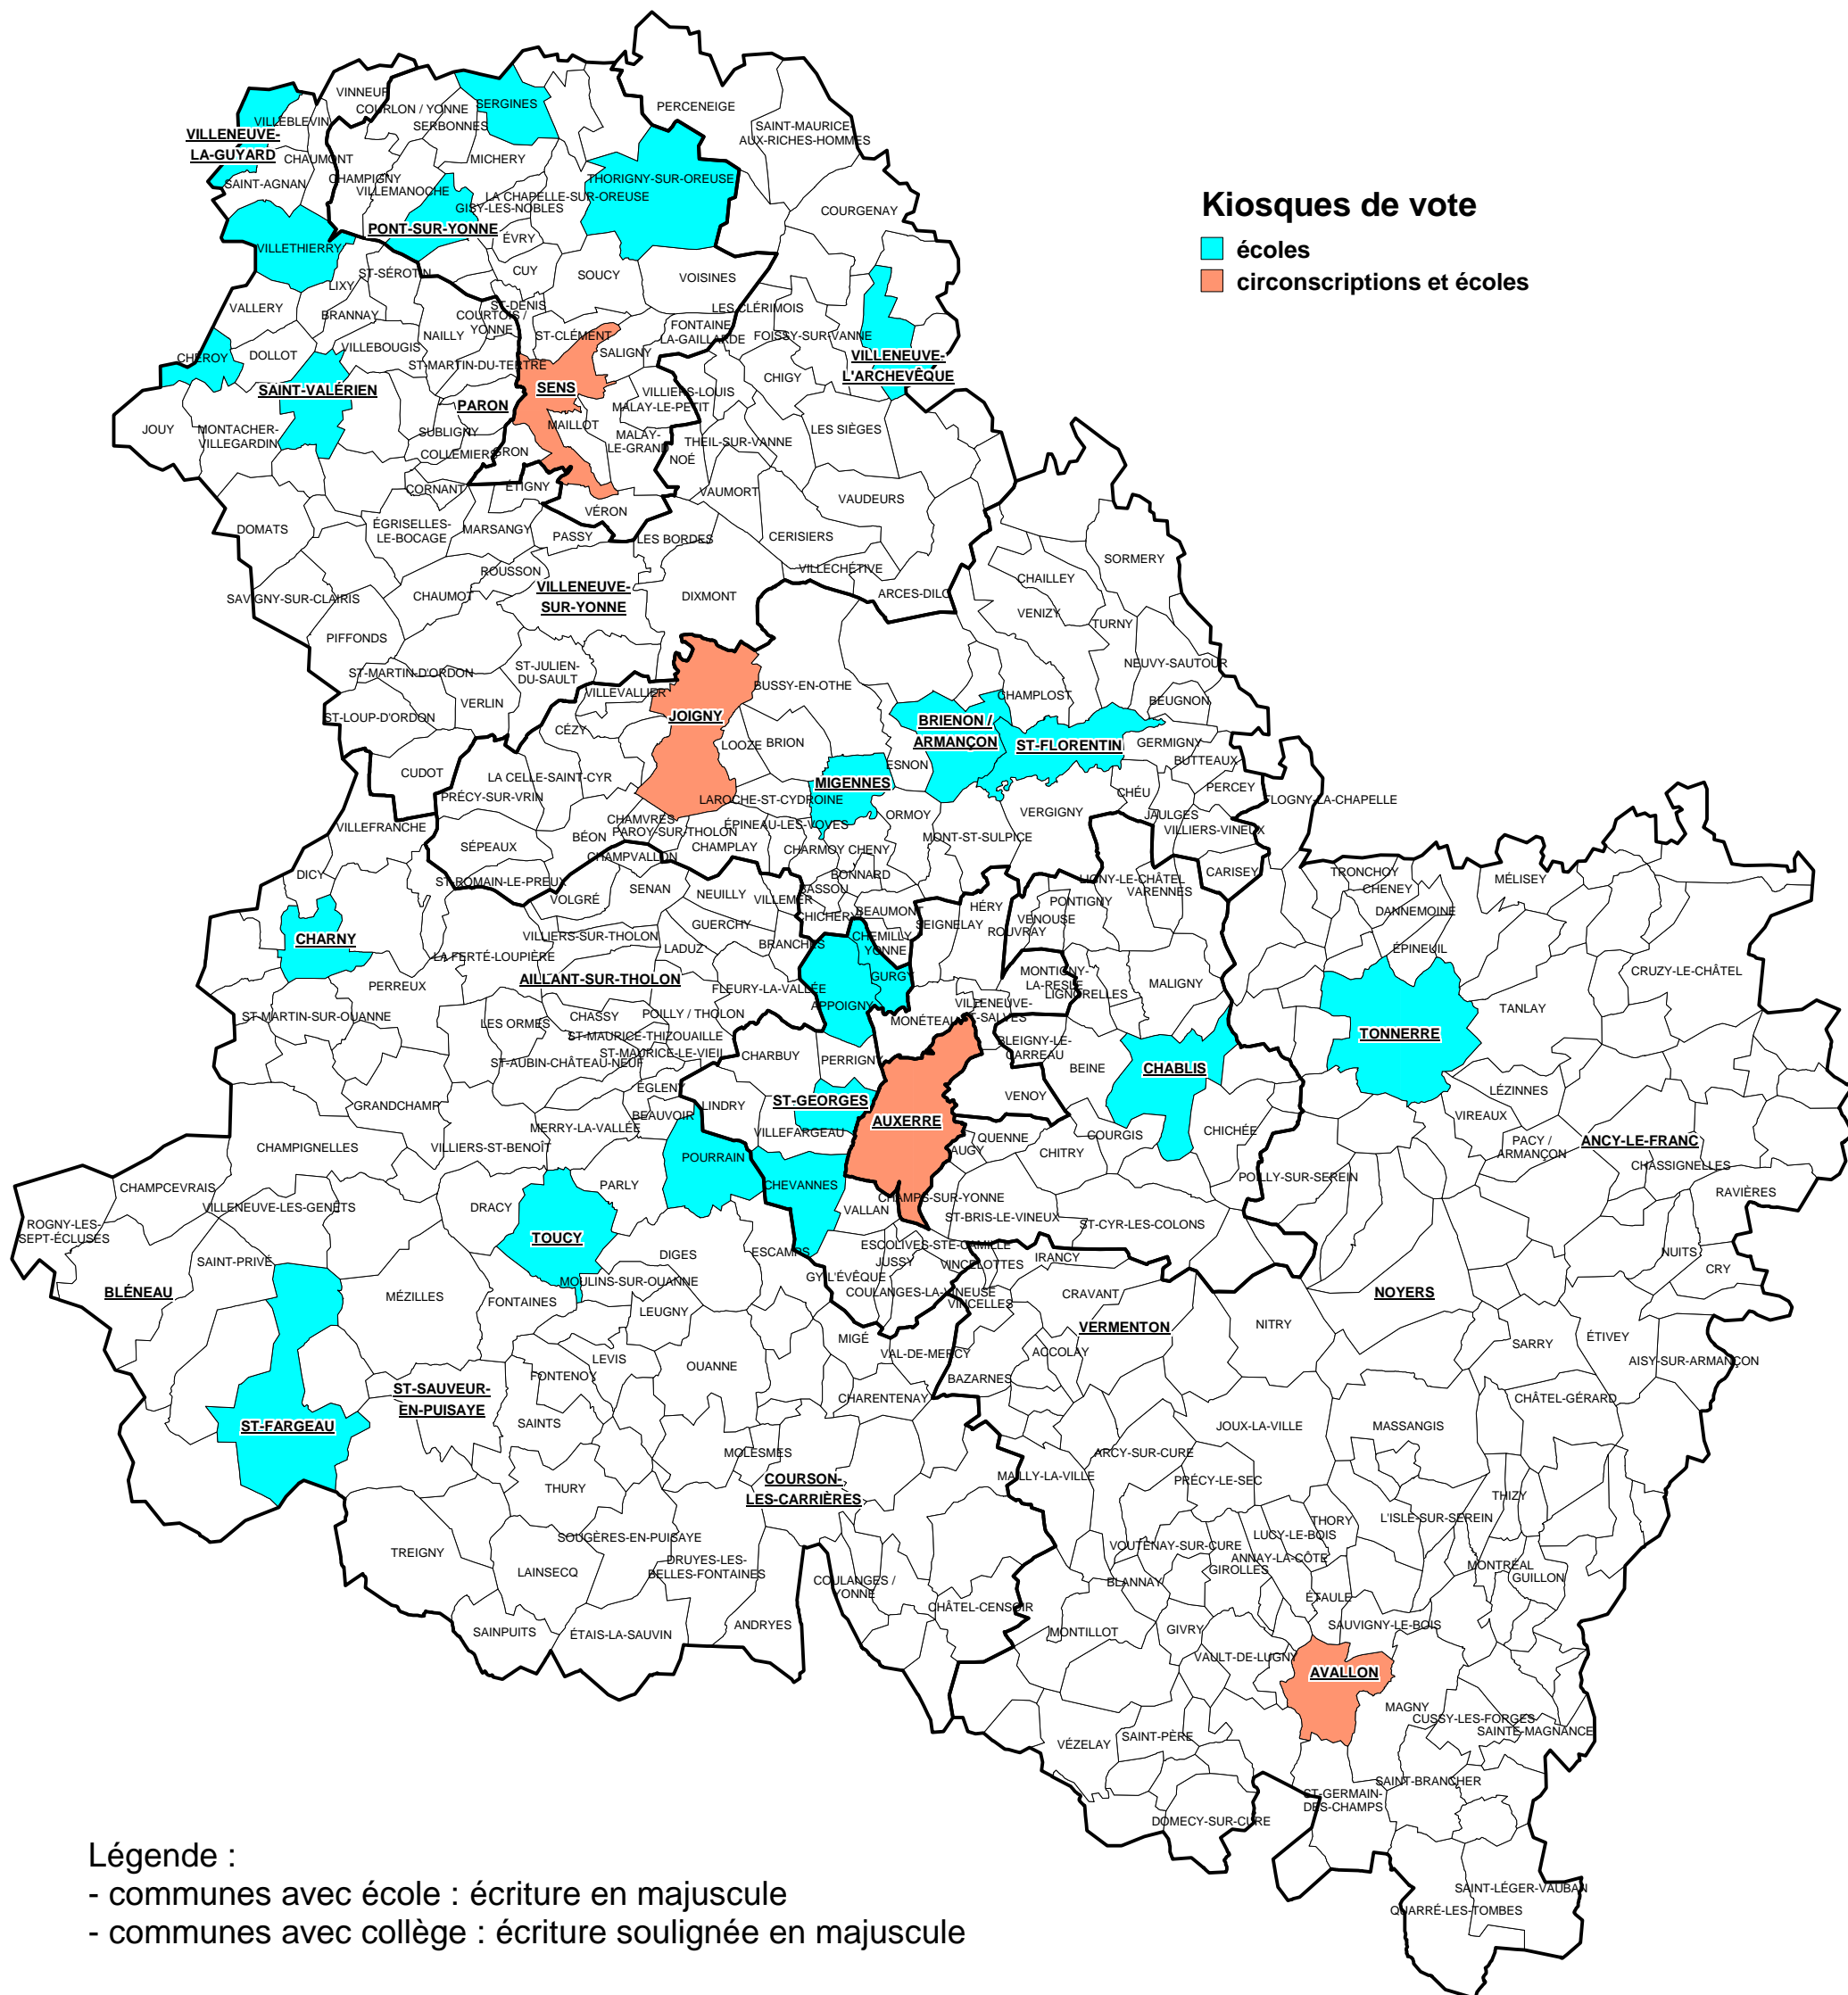 Kiosques de vote
écoles
circonscriptions et écoles
PERCENEIGE
VINNEUF
COURLON / YONNE
SERGINES
SERBONNES
VILLEBLEVIN
VILLENEUVE-
LA-GUYARD
SAINT-MAURICE-
AUX-RICHES-HOMMES
CHAUMONT
MICHERY
SAINT-AGNAN
CHAMPIGNY
VILLEMANOCHE
THORIGNY-SUR-OREUSE
LA CHAPELLE-SUR-OREUSE
GISY-LES-NOBLES
COURGENAY
PONT-SUR-YONNE
ÉVRY
VILLETHIERRY
ST-SÉROTIN
CUY
SOUCY
VOISINES
LIXY
VALLERY
BRANNAY
ST-DENIS
COURTOIS /
YONNE
LES CLÉRIMOIS
NAILLY
ST-CLÉMENT
FONTAINE-
LA-GAILLARDE
FOISSY-SUR-VANNE
VILLEBOUGIS
CHÉROY
DOLLOT
SALIGNY
VILLENEUVE-
L'ARCHEVÊQUE
ST-MARTIN-DU-TERTRE
SAINT-VALÉRIEN
SENS
CHIGY
VILLIERS-LOUIS
MALAY-LE-PETIT
PARON
JOUY
MONTACHER-
VILLEGARDIN
SUBLIGNY
MAILLOT
MALAY-
LE-GRAND
THEIL-SUR-VANNE
LES SIÈGES
COLLEMIERS
GRON
NOÉ
CORNANT
ÉTIGNY
VAUMORT
VAUDEURS
VÉRON
DOMATS
ÉGRISELLES-
LE-BOCAGE
MARSANGY
PASSY
LES BORDES
CERISIERS
SORMERY
ROUSSON
VILLECHÉTIVE
CHAILLEY
VILLENEUVE-
SUR-YONNE
SAVIGNY-SUR-CLAIRIS
CHAUMOT
DIXMONT
ARCES-DILO
VENIZY
TURNY
PIFFONDS
ST-MARTIN-D'ORDON
ST-JULIEN-
DU-SAULT
NEUVY-SAUTOUR
BUSSY-EN-OTHE
VILLEVALLIER
CHAMPLOST
BEUGNON
VERLIN
ST-LOUP-D'ORDON
JOIGNY
BRIENON /
ARMANÇON
CÉZY
LOOZE
BRION
ST-FLORENTIN
GERMIGNY
BUTTEAUX
CUDOT
LA CELLE-SAINT-CYR
ESNON
MIGENNES
PERCEY
CHÉU
FLOGNY-LA-CHAPELLE
PRÉCY-SUR-VRIN
LAROCHE-ST-CYDROINE
ORMOY
VERGIGNY
JAULGES
VILLIERS-VINEUX
VILLEFRANCHE
CHAMVRES
PAROY-SUR-THOLON
ÉPINEAU-LES-VOVES
MONT-ST-SULPICE
BÉON
SÉPEAUX
CHAMPLAY
CHARMOY
CHENY
CHAMPVALLON
BONNARD
CARISEY
DICY
ST-ROMAIN-LE-PREUX
SENAN
NEUILLY
BASSOU
LIGNY-LE-CHÂTEL
VARENNES
TRONCHOY
CHENEY
MÉLISEY
VOLGRÉ
VILLEMER
CHICHERY
BEAUMONT
HÉRY
PONTIGNY
DANNEMOINE
GUERCHY
SEIGNELAY
VENOUSE
ROUVRAY
CHARNY
VILLIERS-SUR-THOLON
LADUZ
BRANCHES
CHEMILLY /
YONNE
ÉPINEUIL
LA FERTÉ-LOUPIÈRE
AILLANT-SUR-THOLON
GURGY
MONTIGNY-
LA-RESLE
CRUZY-LE-CHÂTEL
PERREUX
FLEURY-LA-VALLÉE
LIGNORELLES
MALIGNY
APPOIGNY
VILLENEUVE-
ST-SALVES
ST-MARTIN-SUR-OUANNE
LES ORMES
CHASSY
POILLY / THOLON
TANLAY
MONÉTEAU
TONNERRE
ST-MAURICE-THIZOUAILLE
ST-MAURICE-LE-VIEIL
ST-AUBIN-CHÂTEAU-NEUF
BLEIGNY-LE-
CARREAU
CHARBUY
PERRIGNY
BEINE
CHABLIS
EGLENY
LÉZINNES
GRANDCHAMP
LINDRY
ST-GEORGES
VENOY
BEAUVOIR
AUXERRE
VIREAUX
MERRY-LA-VALLÉE
VILLEFARGEAU
QUENNE
COURGIS
CHICHÉE
PACY /
ARMANÇON
ANCY-LE-FRANC
CHAMPIGNELLES
VILLIERS-ST-BENOÎT
AUGY
CHITRY
POURRAIN
CHASSIGNELLES
CHAMPCEVRAIS
PARLY
CHEVANNES
POILLY-SUR-SEREIN
RAVIÈRES
VILLENEUVE-LES-GENÊTS
DRACY
CHAMPS-SUR-YONNE
VALLAN
ST-BRIS-LE-VINEUX
ST-CYR-LES-COLONS
ROGNY-LES-
SEPT-ÉCLUSES
TOUCY
ESCOLIVES-STE-CAMILLE
DIGES
ESCAMPS
IRANCY
NUITS
SAINT-PRIVÉ
JUSSY
VINCELOTTES
CRY
MOULINS-SUR-OUANNE
GY-L'ÉVÊQUE
BLÉNEAU
MÉZILLES
FONTAINES
COULANGES-LA-VINEUSE
VINCELLES
CRAVANT
NOYERS
LEUGNY
VERMENTON
NITRY
MIGÉ
SARRY
ÉTIVEY
VAL-DE-MERCY
ACCOLAY
LEVIS
OUANNE
AISY-SUR-ARMANÇON
FONTENOY
BAZARNES
ST-SAUVEUR-
EN-PUISAYE
CHARENTENAY
CHÂTEL-GÉRARD
ST-FARGEAU
SAINTS
JOUX-LA-VILLE
MASSANGIS
MOLESMES
ARCY-SUR-CURE
COURSON-
LES-CARRIÈRES
MAILLY-LA-VILLE
PRÉCY-LE-SEC
THURY
THIZY
THORY
L'ISLE-SUR-SEREIN
LUCY-LE-BOIS
SOUGÈRES-EN-PUISAYE
VOUTENAY-SUR-CURE
TREIGNY
DRUYES-LES-
BELLES-FONTAINES
ANNAY-LA-CÔTE
GIROLLES
MONTRÉAL
LAINSECQ
GUILLON
COULANGES /
YONNE
BLANNAY
ÉTAULE
CHÂTEL-CENSOIR
ANDRYES
SAUVIGNY-LE-BOIS
SAINPUITS
ÉTAIS-LA-SAUVIN
MONTILLOT
GIVRY
VAULT-DE-LUGNY
AVALLON
MAGNY
CUSSY-LES-FORGES
SAINTE-MAGNANCE
SAINT-PÈRE
VÉZELAY
SAINT-BRANCHER
ST-GERMAIN-
DES-CHAMPS
DOMECY-SUR-CURE
SAINT-LÉGER-VAUBAN
QUARRÉ-LES-TOMBES
Légende :
- communes avec école : écriture en majuscule
- communes avec collège : écriture soulignée en majuscule